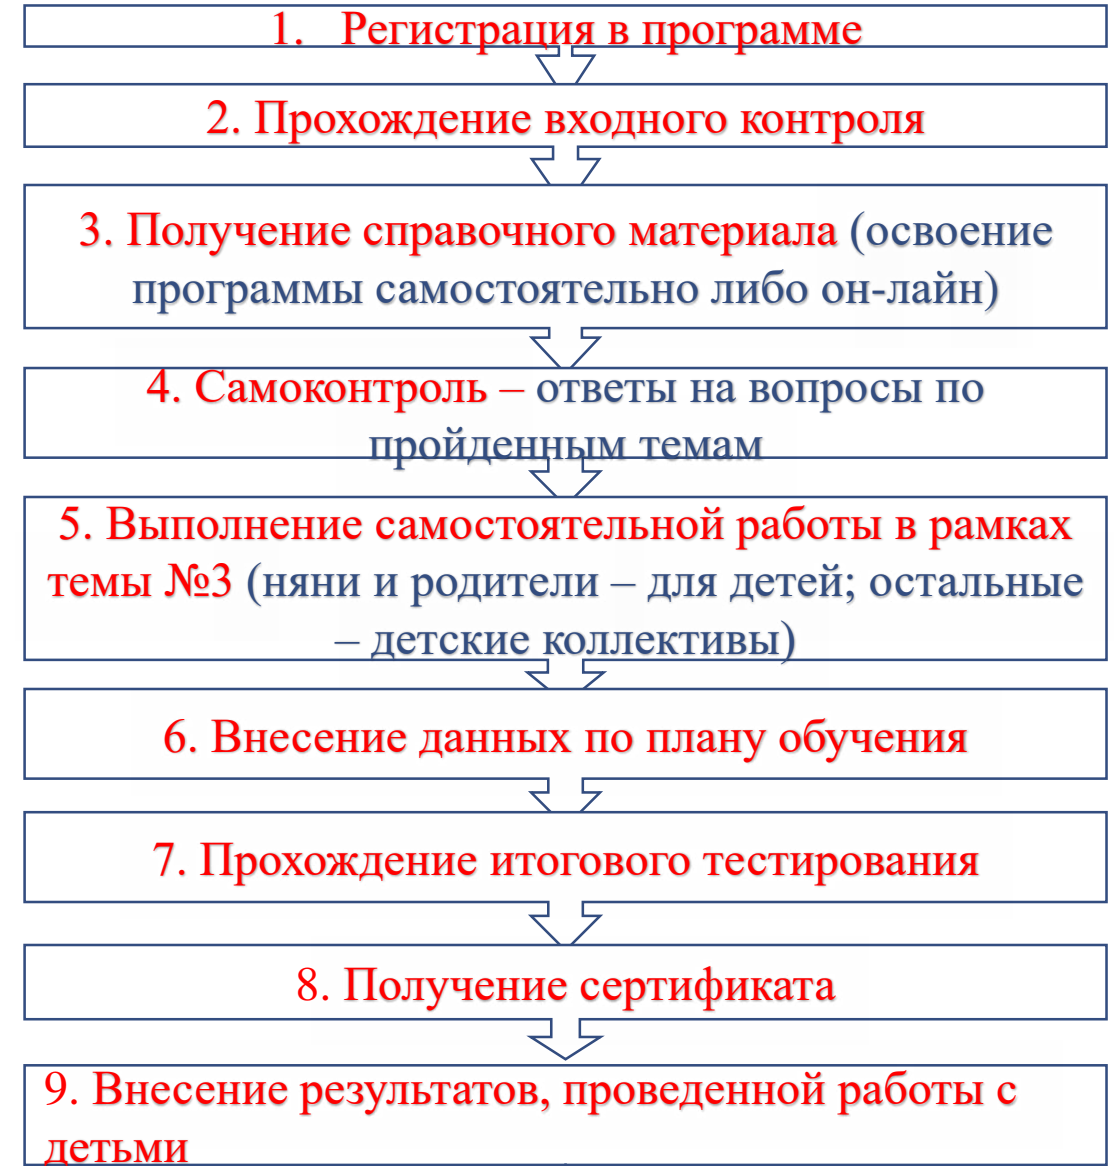 1. Регистрация в программе
2. Прохождение входного контроля
3. Получение справочного материала (освоение
программы самостоятельно либо он-лайн)
4. Самоконтроль – ответы на вопросы по
пройденным темам
5. Выполнение самостоятельной работы в рамках
темы №3 (няни и родители – для детей; остальные
– детские коллективы)
6. Внесение данных по плану обучения
7. Прохождение итогового тестирования
8. Получение сертификата
9. Внесение результатов, проведенной работы с
детьми